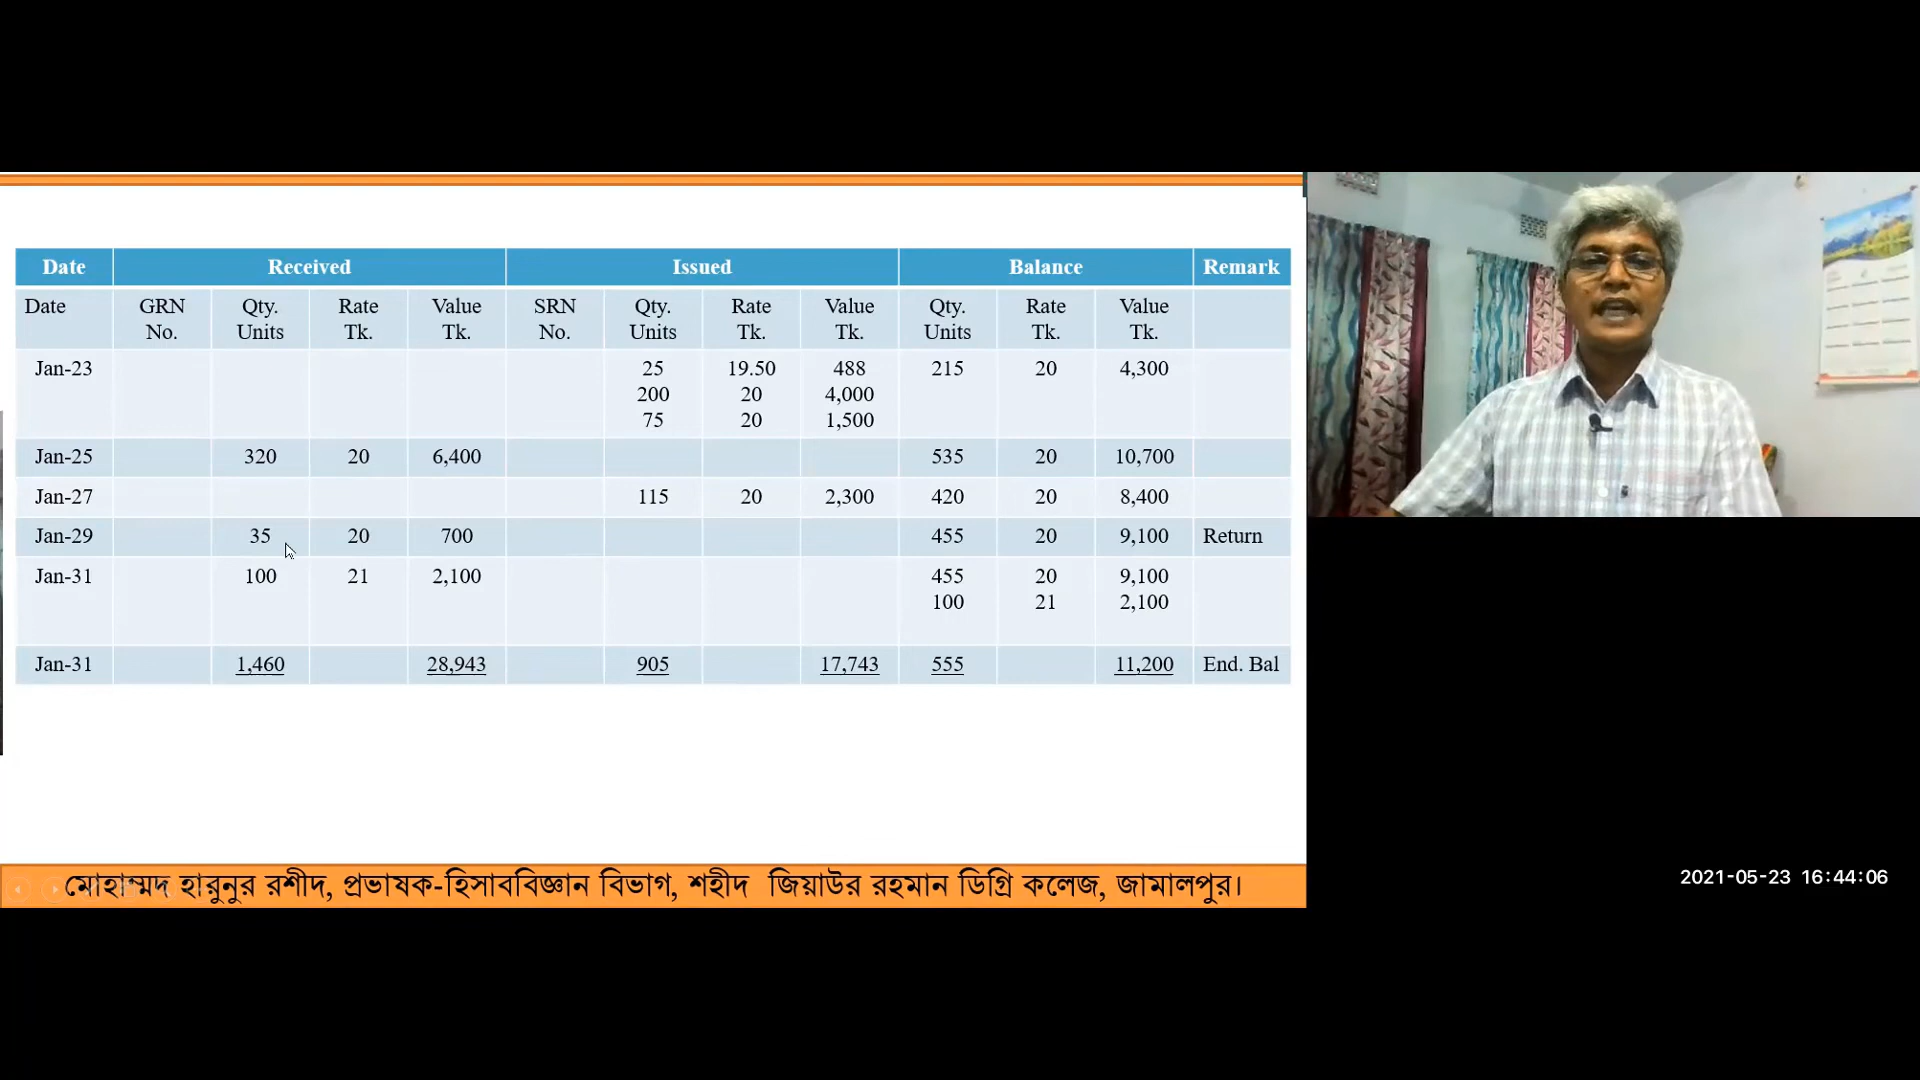 Date Received Issued Balance Remark
Date GRN No. Qty. Units Rate Tk. Value Tk. SRN No. Qty. Units Rate Tk. Value Tk. Qty. Units Rate Tk. Value Tk.
Jan-23 25 19.50 488 215 20 4,300
200 20 4,000
75 20 1,500
Jan-25 320 20 6,400 535 20 10,700
Jan-27 115 20 2,300 420 20 8,400
Jan-29 35 20 700 455 20 9,100 Return
Jan-31 100 21 2,100 455 20 9,100
100 21 2,100
Jan-31 1,460 28,943 905 17,743 555 11,200 End. Bal
মোহাম্মদ হারুনুর রশীদ, প্রভাষক-হিসাববিজ্ঞান বিভাগ, শহীদ জিয়াউর রহমান ডিগ্রি কলেজ, জামালপুর।
2021-05-23 16:44:06